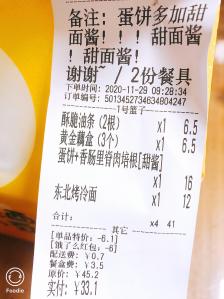 备注：蛋饼多加甜
面酱！！！甜面酱
！甜面酱！
谢谢~ / 2份餐具
下单时间：2020-11-29 09:28:34
订单编号：5013452734634904247
1号篮子
酥脆油条（2根） x1 6.5
黄金藕盒（3个） x1 6.5
蛋饼+香肠里脊肉掊根[甜酱]
x1 16
东北烤冷面 x1 12
合计： x4 41
其它
[单品特价：-6.1]
[饿了么红包：-6]
配送费：￥0.7
餐盒费：￥3.5
原价：￥45.2
实付：￥33.1
Foodie